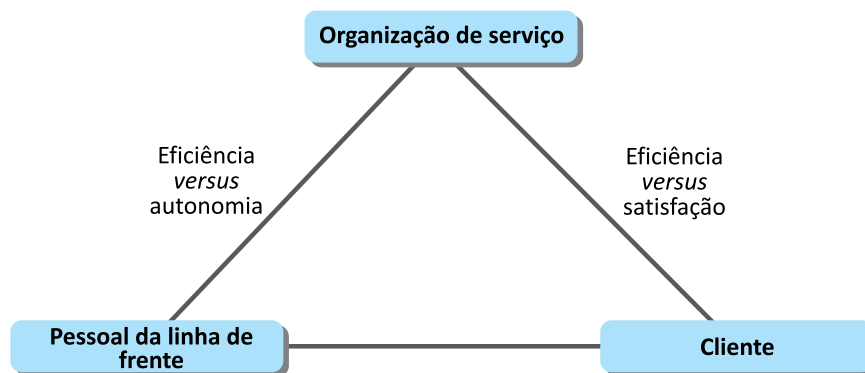 Organização de serviço
Eficiência
versus
autonomia
Eficiência
versus
satisfação
Pessoal da linha de
frente
Cliente